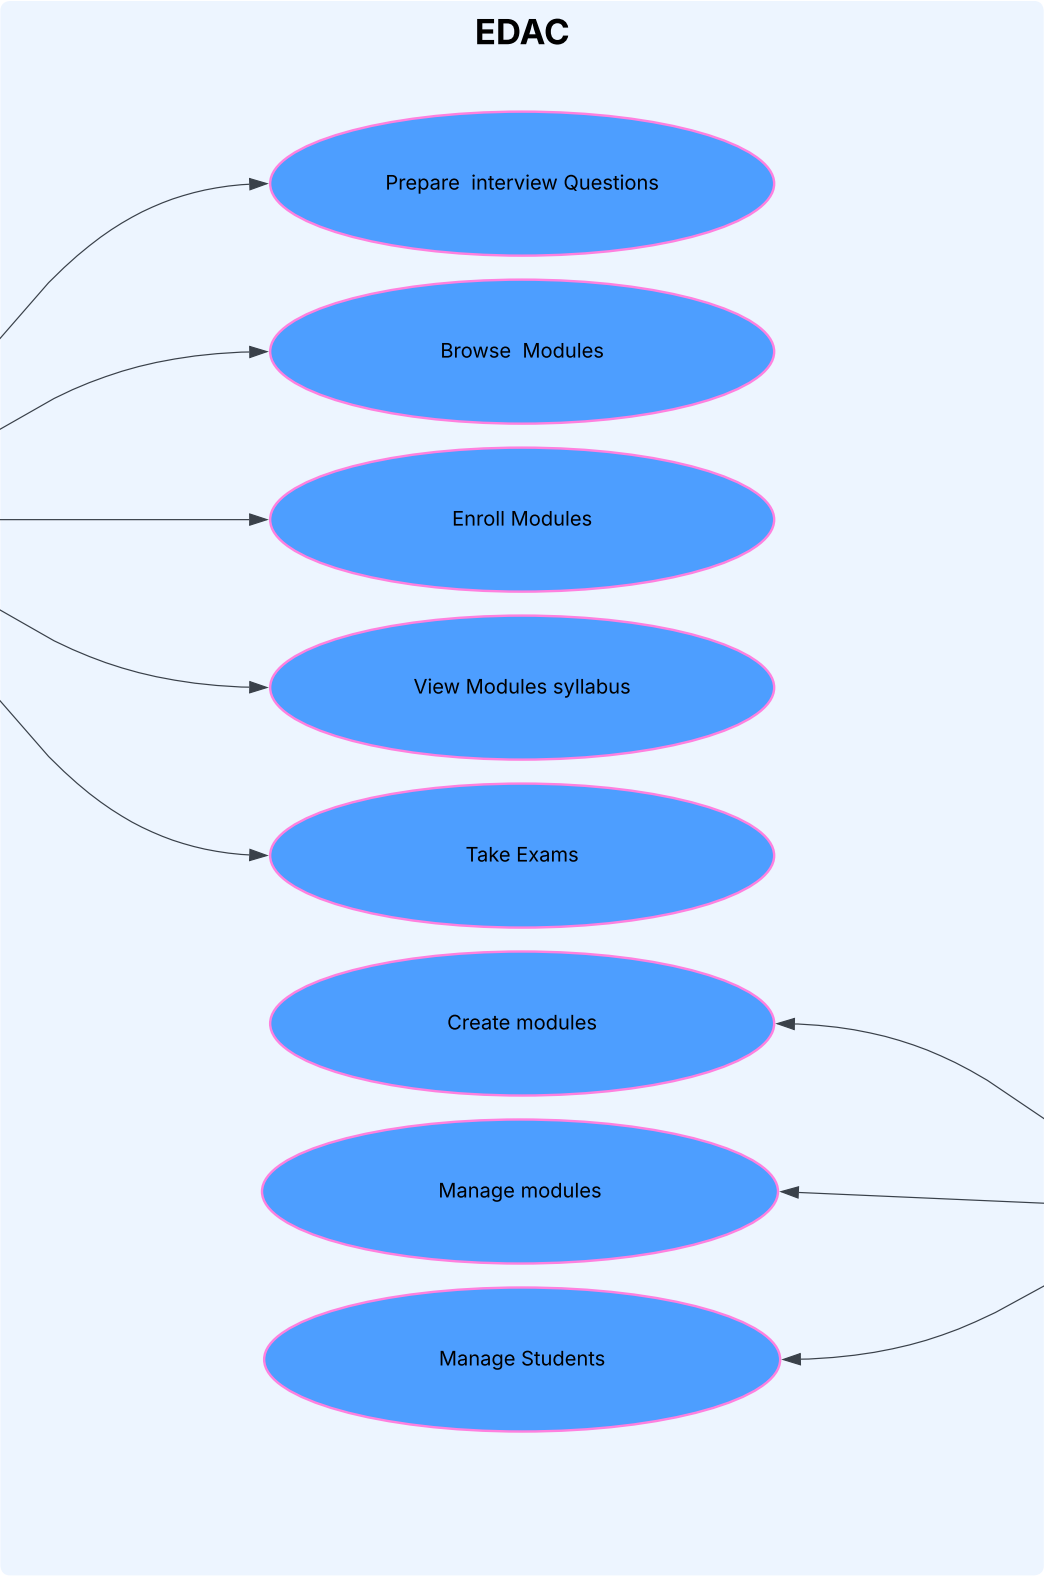 EDAC
Prepare  interview Questions
Browse  Modules
Enroll Modules
View Modules syllabus
Take Exams
Create modules
Manage modules
Manage Students